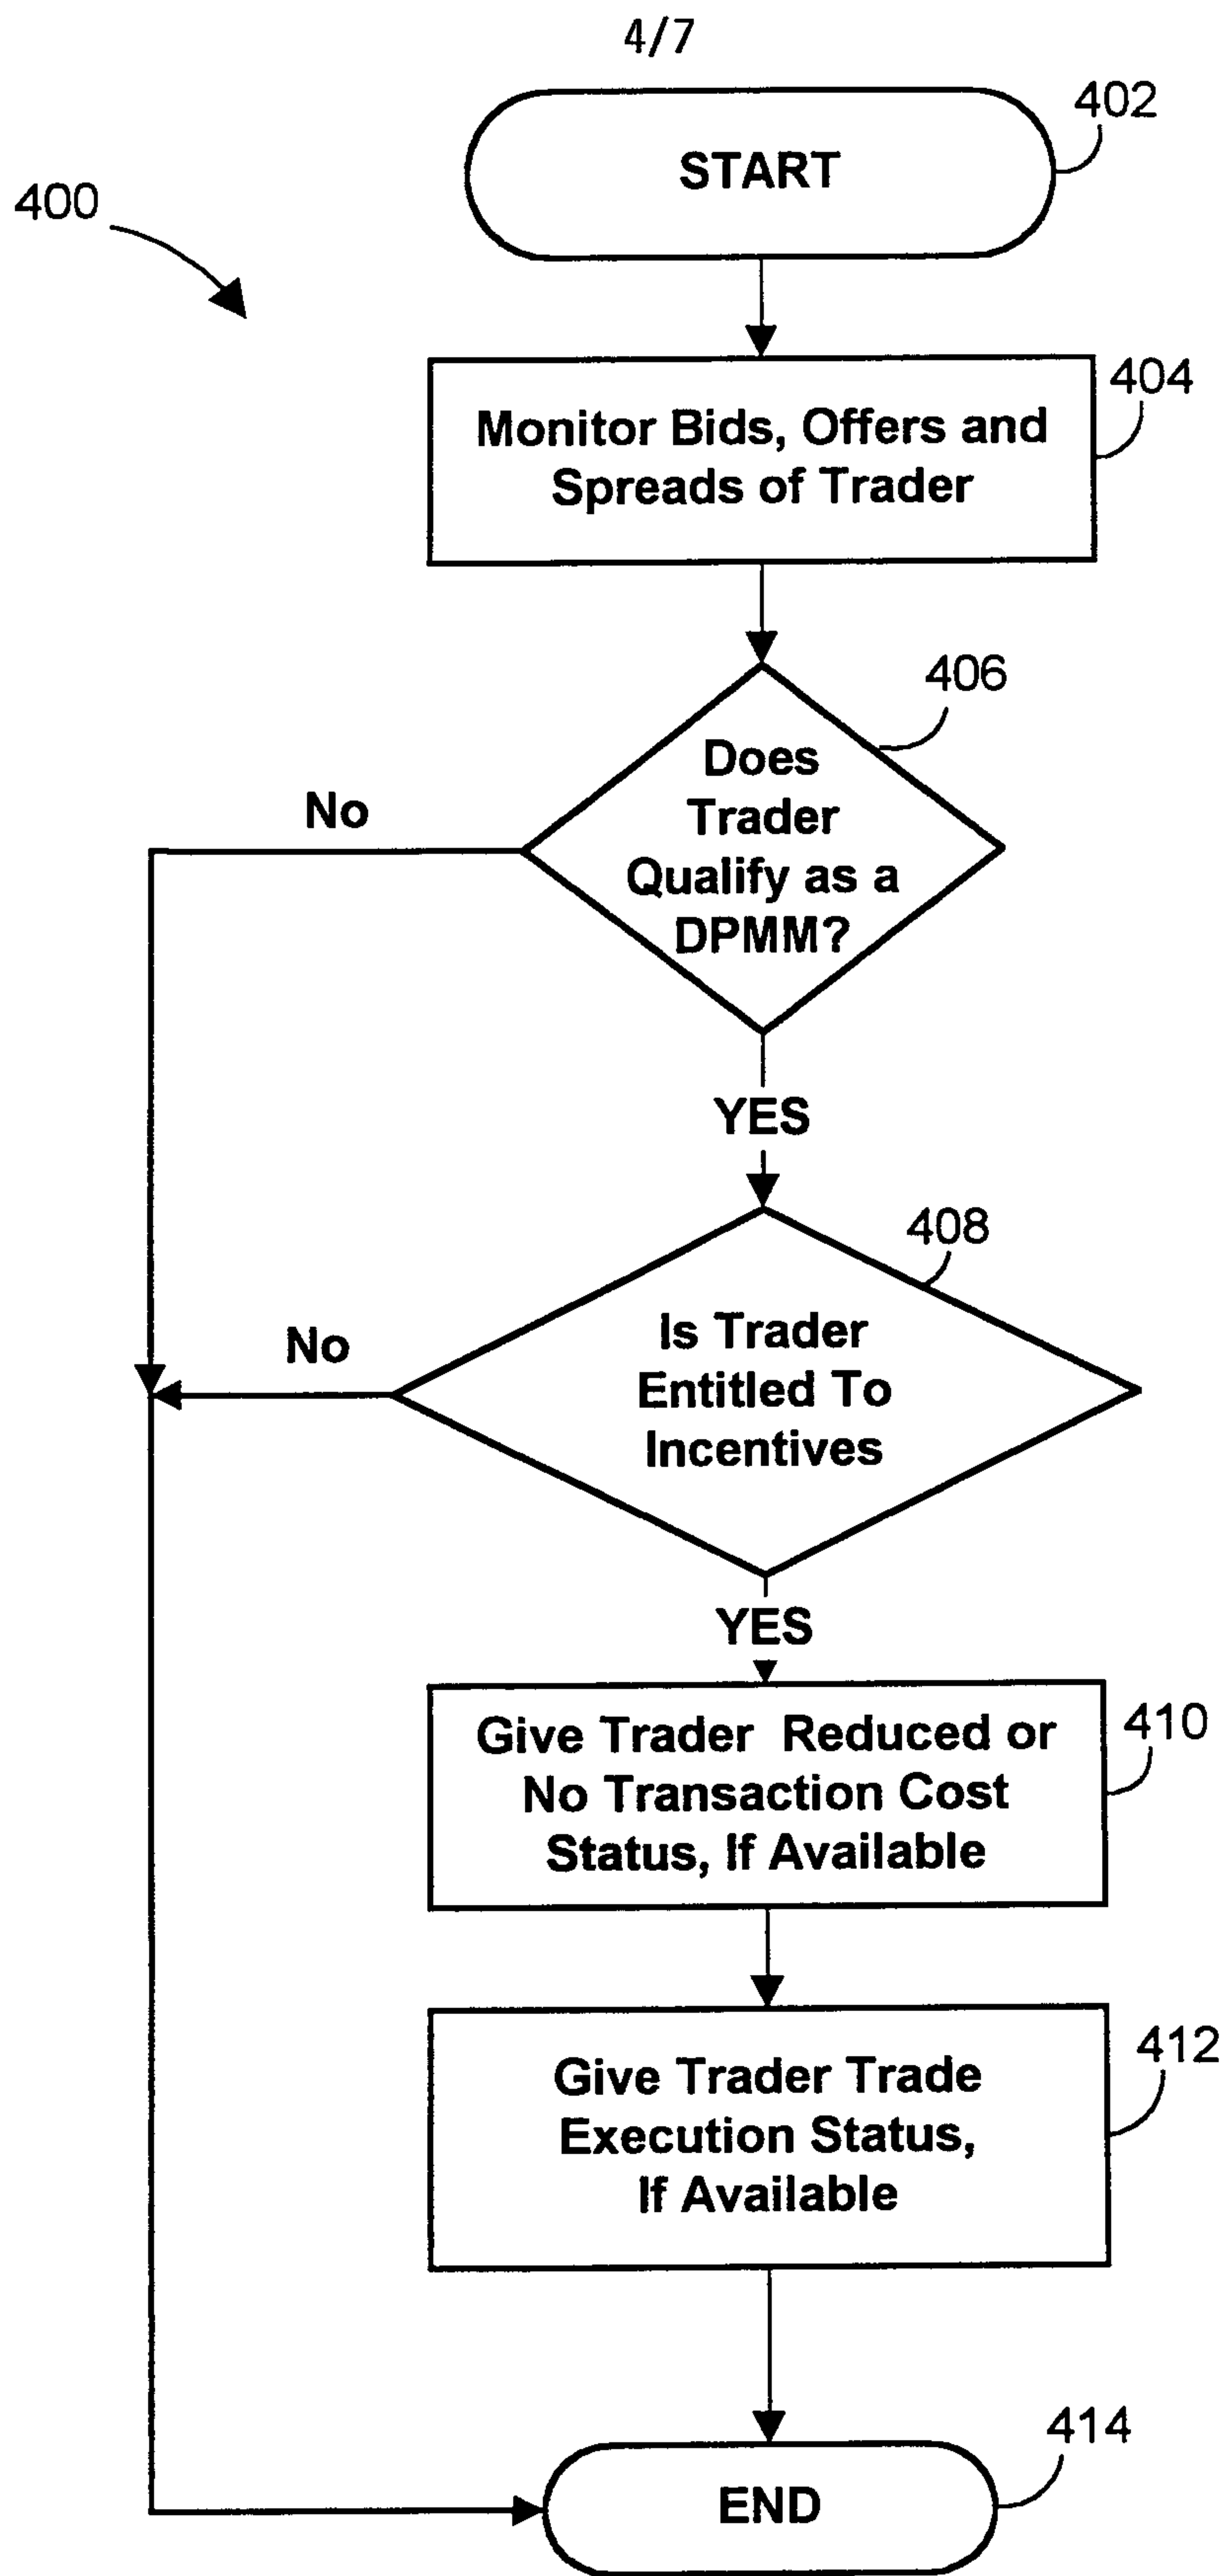 4/7
402
START
400
404
Monitor Bids, Offers and
Spreads of Trader
406
Does
Trader
Qualify as a
DPMM?
No
YES
408
Is Trader
Entitled To
Incentives
No
YES
410
Give Trader Reduced or
No Transaction Cost
Status, If Available
412
Give Trader Trade
Execution Status,
If Available
414
END